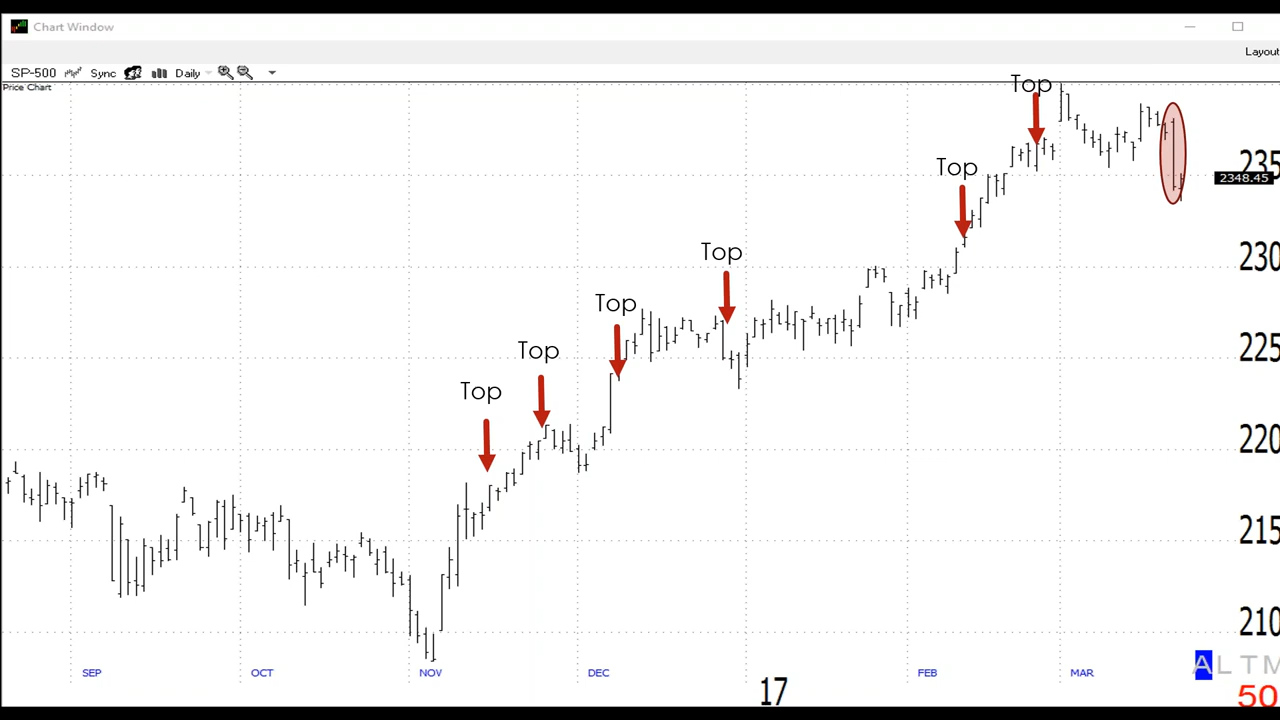 Chart Window
Layout
SP-500 Sync Daily
Price Chart
Top
Top
Top
Top
Top
Top
235
2348.45
230
225
220
215
210
SEP OCT NOV DEC FEB MAR
17
ALTM
50